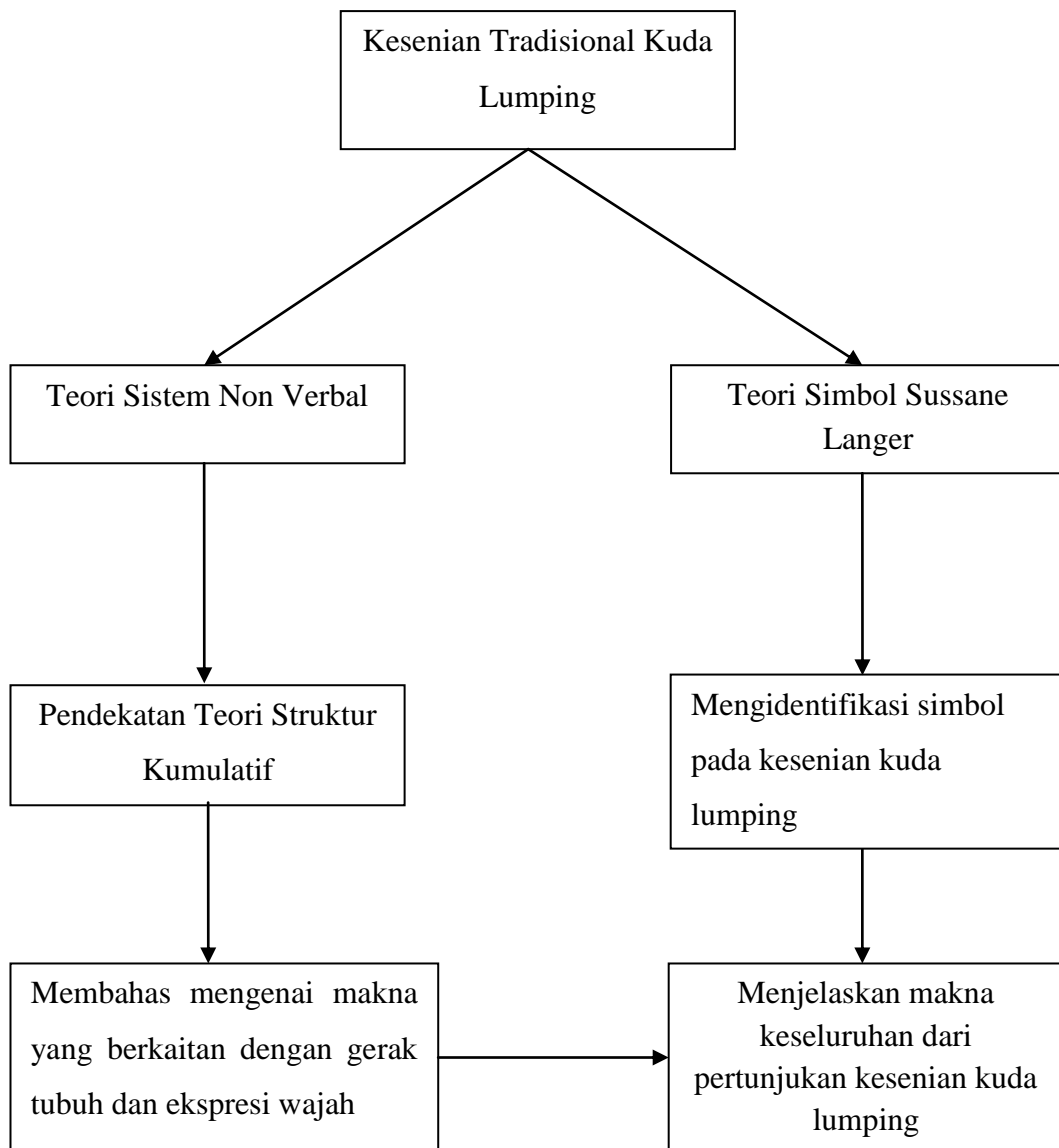 Kesenian Tradisional Kuda
Lumping
Teori Sistem Non Verbal
Teori Simbol Sussane
Langer
Pendekatan Teori Struktur
Kumulatif
Mengidentifikasi simbol
pada kesenian kuda
lumping
Membahas mengenai makna
yang berkaitan dengan gerak
tubuh dan ekspresi wajah
Menjelaskan makna
keseluruhan dari
pertunjukan kesenian kuda
lumping